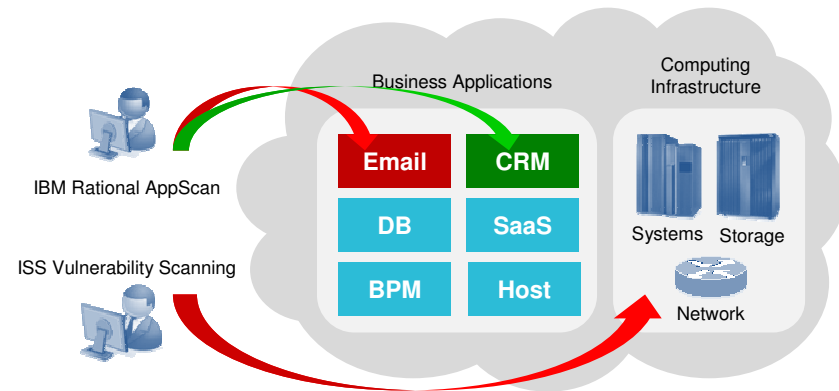 Business Applications
Computing
Infrastructure
Email
CRM
IBM Rational AppScan
DB
SaaS
Systems
Storage
ISS Vulnerability Scanning
BPM
Host
Network